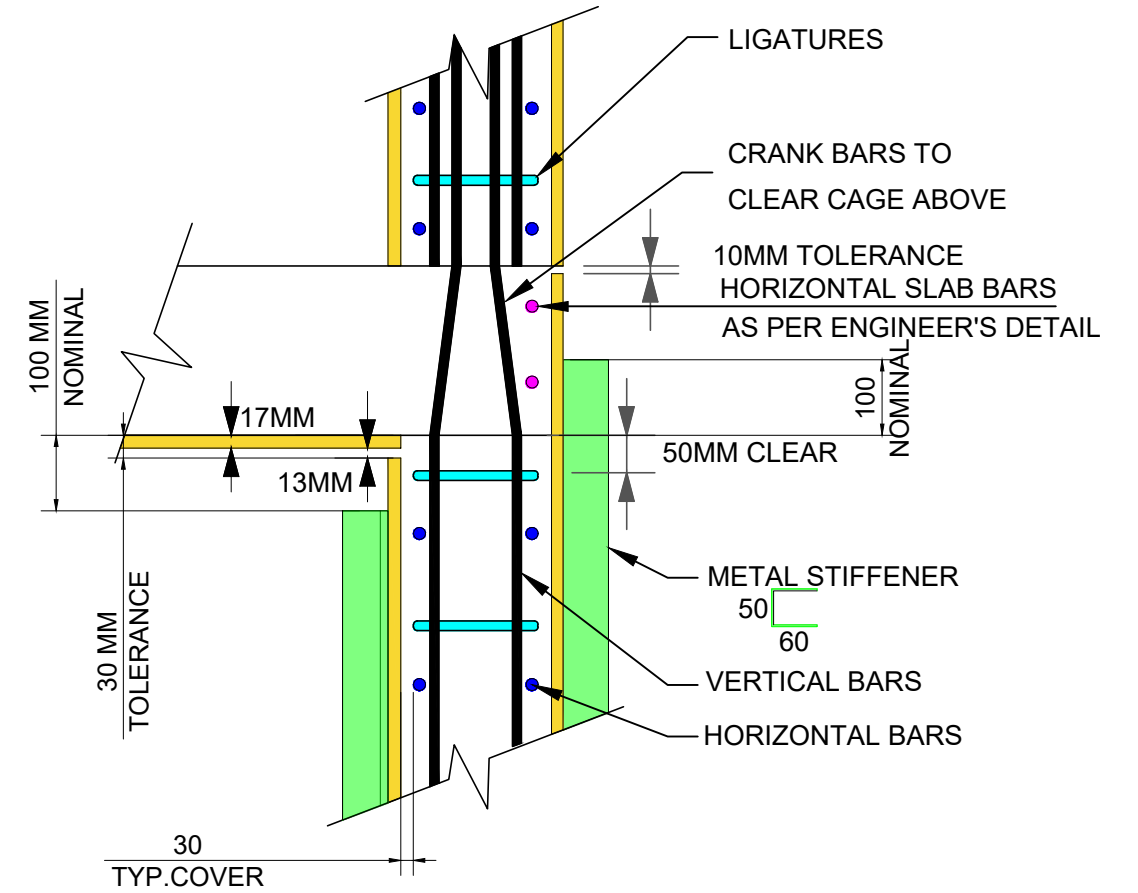 LIGATURES
CRANK BARS TO
CLEAR CAGE ABOVE
10MM TOLERANCE
HORIZONTAL SLAB BARS
AS PER ENGINEER'S DETAIL
100 MM
NOMINAL
17MM
13MM
100
NOMINAL
50MM CLEAR
METAL STIFFENER
50
60
30 MM
TOLERANCE
VERTICAL BARS
HORIZONTAL BARS
30
TYP.COVER